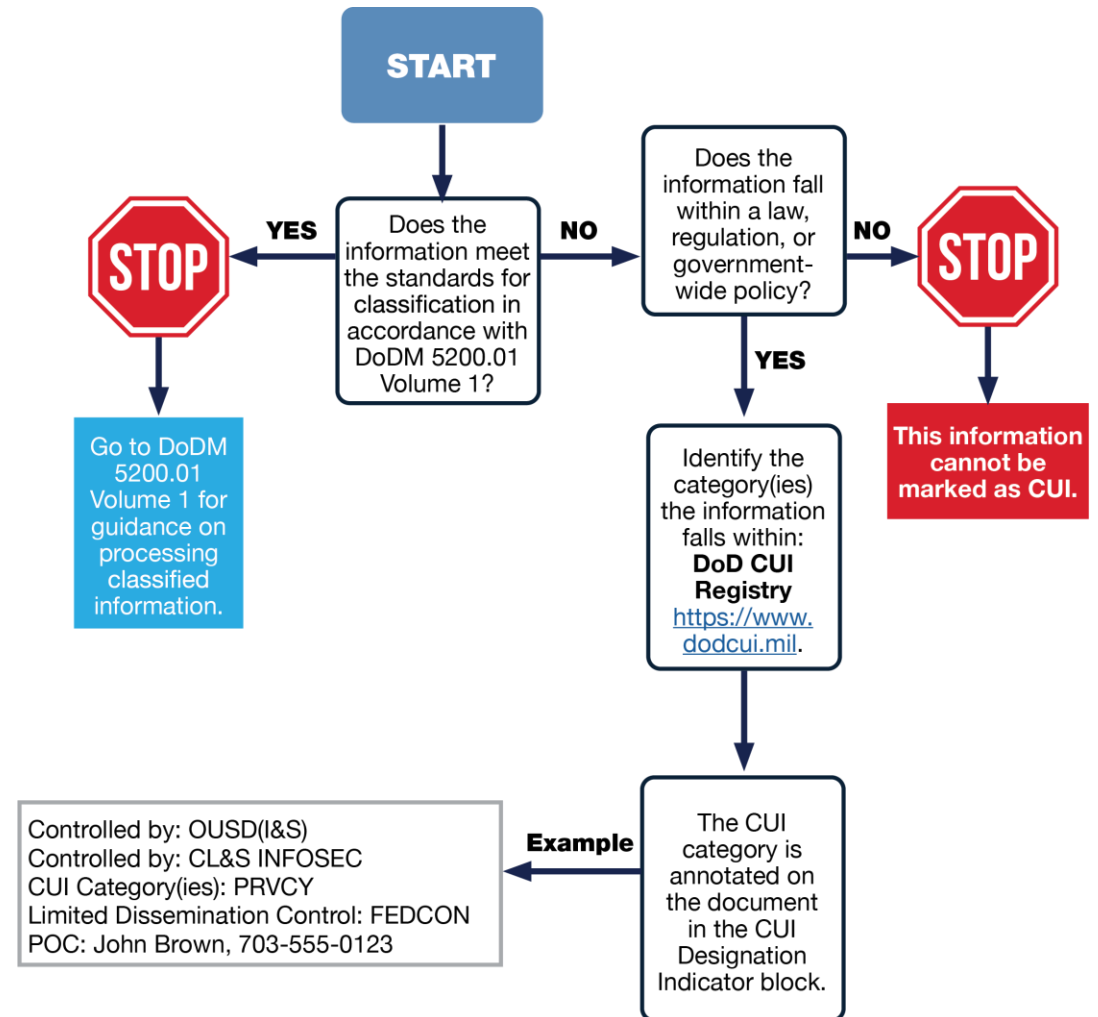 START
YES
STOP
Does the
information meet
the standards for
classification in
accordance with
DoDM 5200.01
Volume 1?
NO
Does the
information fall
within a law,
regulation, or
government-
wide policy?
NO
STOP
YES
Go to DoDM
5200.01
Volume 1 for
guidance on
processing
classified
information.
This information
cannot be
marked as CUI.
Identify the
category(ies)
the information
falls within:
DoD CUI
Registry
https://www.
dodcui.mil.
The CUI
category is
annotated on
the document
in the CUI
Designation
Indicator block.
Example
Controlled by: OUSD(I&S)
Controlled by: CL&S INFOSEC
CUI Category(ies): PRVCY
Limited Dissemination Control: FEDCON
POC: John Brown, 703-555-0123